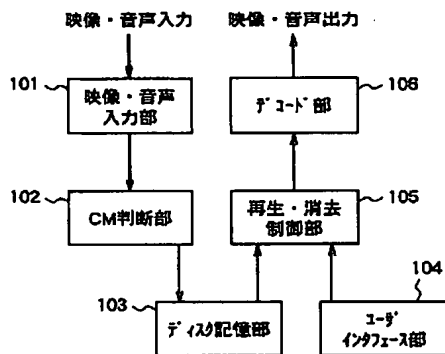 映像・音声入力
映像・音声出力
101
映像・音声
入力部
106
デコード部
102
CM判断部
105
再生・消去
制御部
104
103
ディスク記憶部
ユーザ
インタフェース部